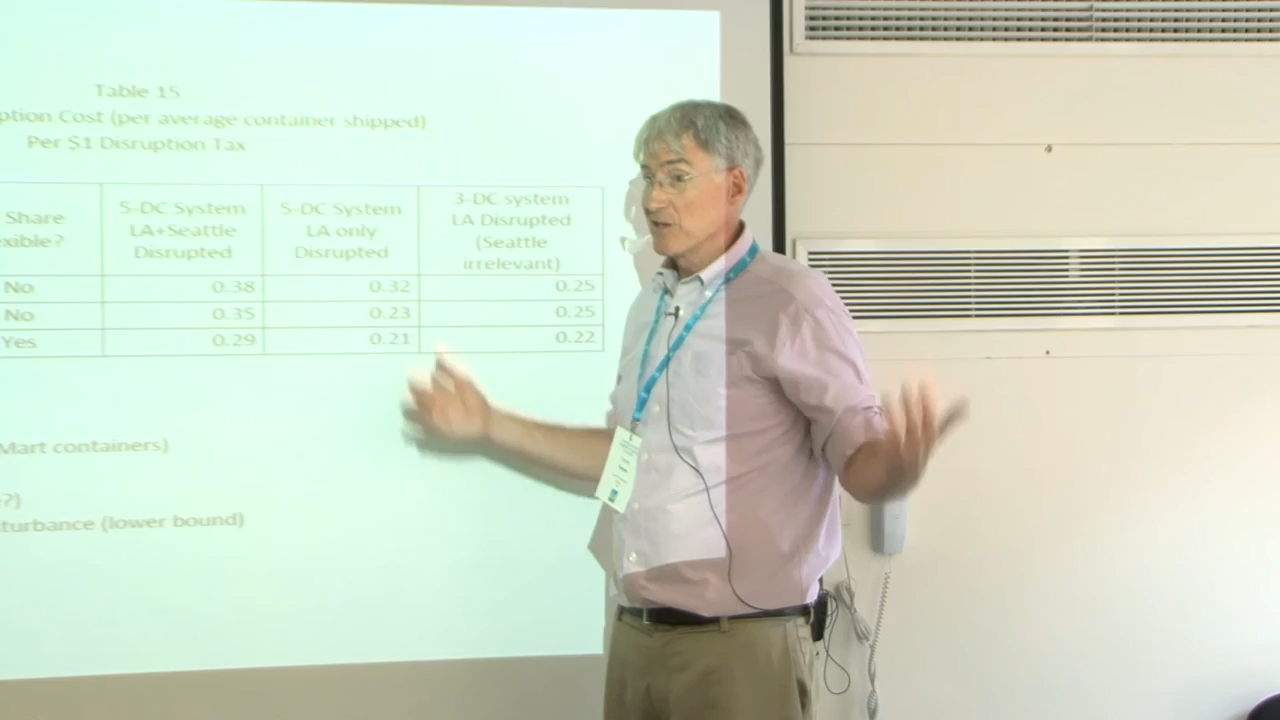 Table 15
ption Cost (per average container shipped)
Per $1 Disruption Tax
Share
exible?
5-DC System
LA+Seattle
Disrupted
5-DC System
LA only
Disrupted
3-DC system
LA Disrupted
(Seattle
irrelevant)
No 0.38 0.32 0.25
No 0.35 0.23 0.25
Yes 0.29 0.21 0.22
Mart containers)
?)
turbance (lower bound)